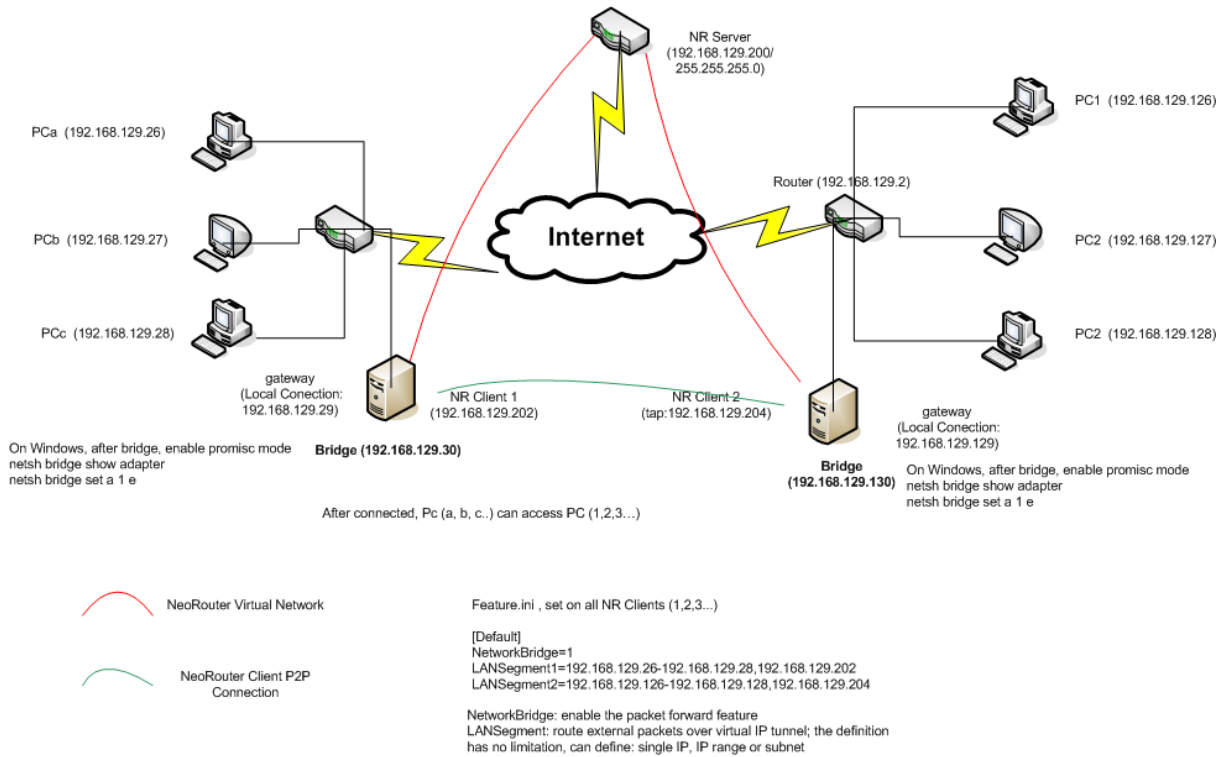 NR Server
(192.168.129.200/
255.255.255.0)
PCa (192.168.129.26)
PC1 (192.168.129.126)
Router (192.168.129.2)
PCb (192.168.129.27)
Internet
PC2 (192.168.129.127)
PCc (192.168.129.28)
PC2 (192.168.129.128)
gateway
(Local Conection:
192.168.129.29)
NR Client 1
(192.168.129.202)
NR Client 2
(tap:192.168.129.204)
gateway
(Local Conection:
192.168.129.129)
On Windows, after bridge, enable promisc mode
netsh bridge show adapter
netsh bridge set a 1 e
Bridge (192.168.129.30)
Bridge
(192.168.129.130)
On Windows, after bridge, enable promisc mode
netsh bridge show adapter
netsh bridge set a 1 e
After connected, Pc (a, b, c..) can access PC (1,2,3...)
NeoRouter Virtual Network
NeoRouter Client P2P
Connection
Feature.ini , set on all NR Clients (1,2,3...)
[Default]
NetworkBridge=1
LANSegment1=192.168.129.26-192.168.129.28,192.168.129.202
LANSegment2=192.168.129.126-192.168.129.128,192.168.129.204
NetworkBridge: enable the packet forward feature
LANSegment: route external packets over virtual IP tunnel; the definition
has no limitation, can define: single IP, IP range or subnet